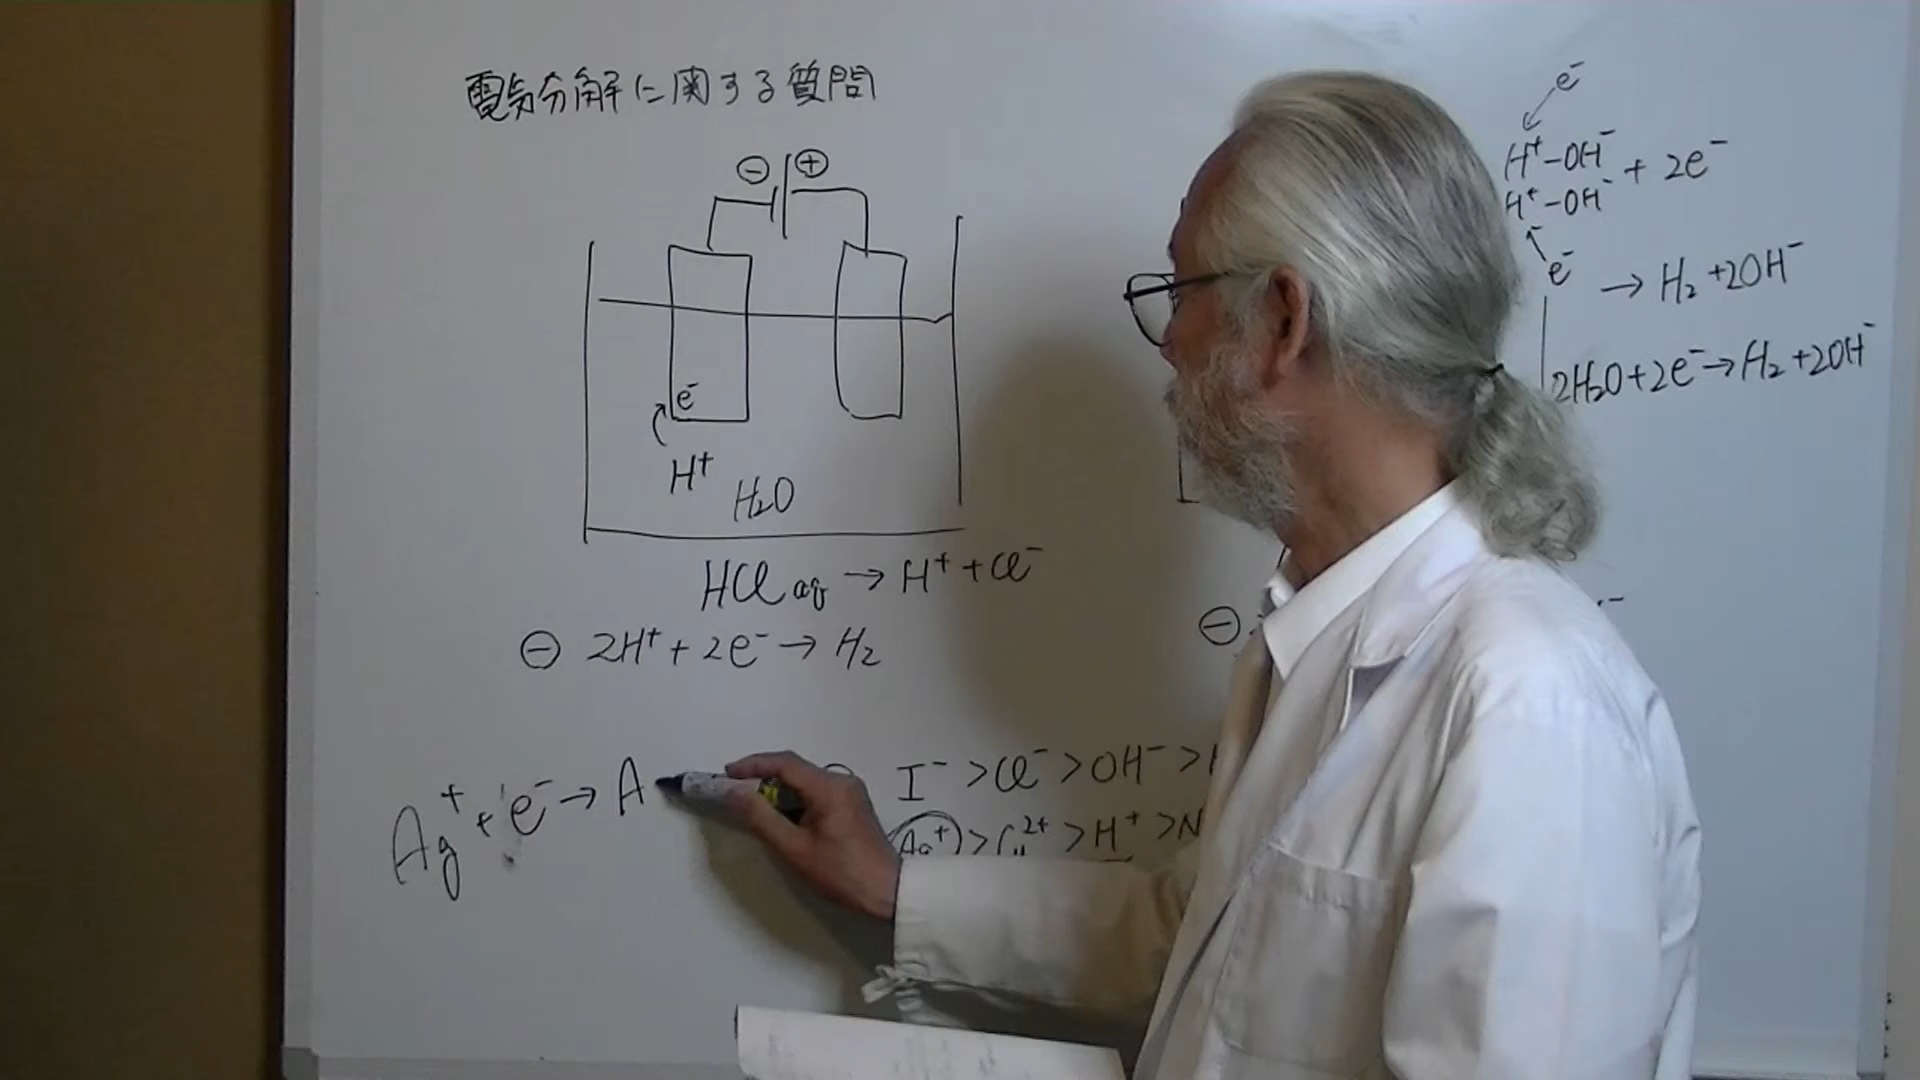 電気分解に関する質問
⊖ ⊕
e⁻
H⁺
H₂O
HCl aq → H⁺ + Cl⁻
⊖ 2H⁺ + 2e⁻ → H₂
Ag⁺ + e⁻ → A
I⁻ > Cl⁻ > OH⁻ >
Ag⁺ > Cu²⁺ > H⁺ > N
e⁻
H⁺-OH⁻ + 2e⁻
H⁺-OH⁻
e⁻
→ H₂ + 2OH⁻
2H₂O + 2e⁻ → H₂ + 2OH⁻
⊖